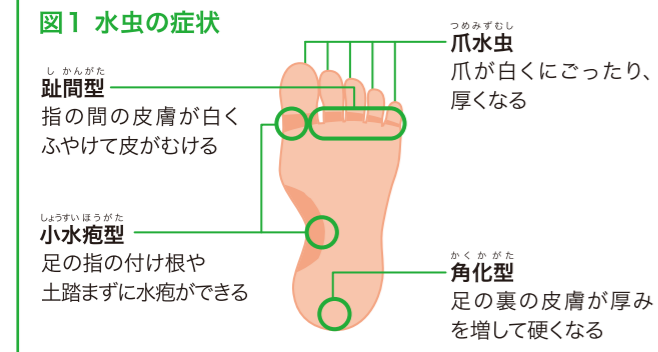 図1 水虫の症状
つめみずむし
爪水虫
爪が白くにごったり、
厚くなる
し かんがた
趾間型
指の間の皮膚が白く
ふやけて皮がむける
しょうすいほうがた
小水疱型
足の指の付け根や
土踏まずに水疱ができる
かくかがた
角化型
足の裏の皮膚が厚み
を増して硬くなる